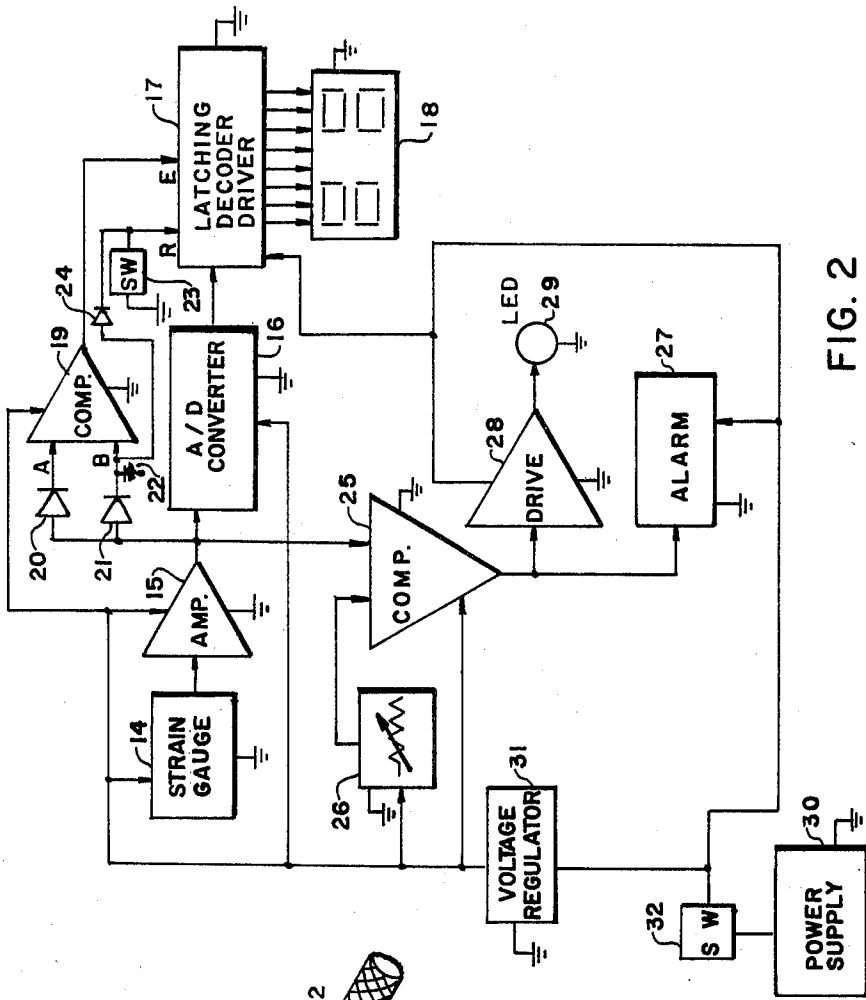 STRAIN
GAUGE
14
AMP.
15
20
21
A
B
22
COMP.
19
24
SW
23
R
E
LATCHING
DECODER
DRIVER
17
18
A/D
CONVERTER
16
26
COMP.
25
DRIVE
28
LED
29
ALARM
27
VOLTAGE
REGULATOR
31
S W
32
POWER
SUPPLY
30
2
FIG. 2